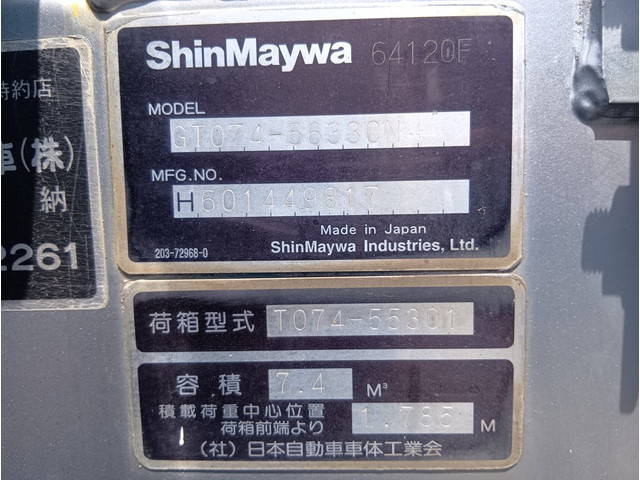 特約店
車(株)
納
2261
ShinMaywa 64120F
MODEL
GT074-56330N
MFG.NO.
H601449817
Made in Japan
203-72968-0 ShinMaywa Industries, Ltd.
荷箱型式 T074-55301
容積 7.4 M³
積載荷重中心位置
荷箱前端より 1.785 M
(社)日本自動車車体工業会